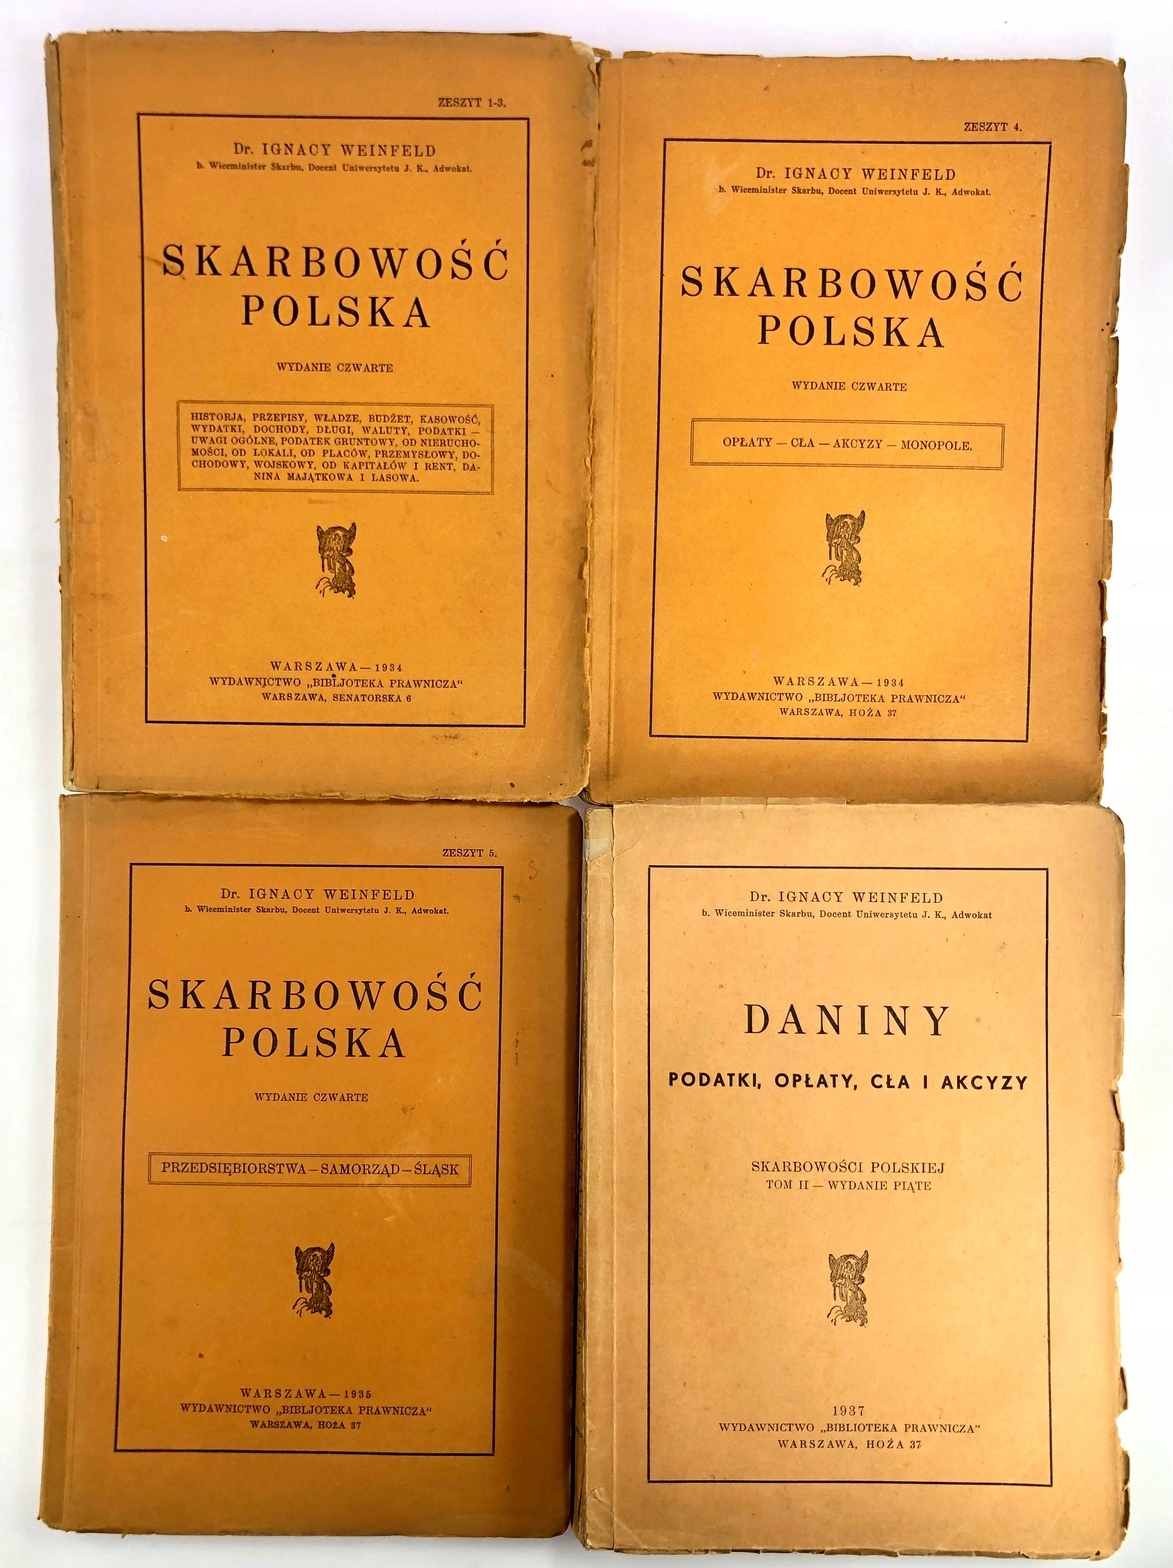 ZESZYT 1-3.
Dr. IGNACY WEINFELD
b. Wiceminister Skarbu, Docent Uniwersytetu J. K., Adwokat.
SKARBOWOŚĆ
POLSKA
WYDANIE CZWARTE
HISTORJA, PRZEPISY, WŁADZE, BUDŻET, KASOWOŚĆ,
WYDATKI, DOCHODY, DŁUGI, WALUTY, PODATKI —
UWAGI OGÓLNE, PODATEK GRUNTOWY, OD NIERUCHO-
MOŚCI, OD LOKALI, OD PLACÓW, PRZEMYSŁOWY, DO-
CHODOWY, WOJSKOWY, OD KAPITAŁÓW I RENT, DA-
NINA MAJĄTKOWA I LASOWA.
WARSZAWA — 1934
WYDAWNICTWO „BIBLJOTEKA PRAWNICZA“
WARSZAWA, SENATORSKA 6
ZESZYT 4.
Dr. IGNACY WEINFELD
b. Wiceminister Skarbu, Docent Uniwersytetu J. K., Adwokat.
SKARBOWOŚĆ
POLSKA
WYDANIE CZWARTE
OPŁATY — CŁA — AKCYZY — MONOPOLE.
WARSZAWA — 1934
WYDAWNICTWO „BIBLJOTEKA PRAWNICZA“
WARSZAWA, HOŻA 37
ZESZYT 5.
Dr. IGNACY WEINFELD
b. Wiceminister Skarbu, Docent Uniwersytetu J. K., Adwokat.
SKARBOWOŚĆ
POLSKA
WYDANIE CZWARTE
PRZEDSIĘBIORSTWA — SAMORZĄD — ŚLĄSK
WARSZAWA — 1935
WYDAWNICTWO „BIBLJOTEKA PRAWNICZA“
WARSZAWA, HOŻA 37
Dr. IGNACY WEINFELD
b. Wiceminister Skarbu, Docent Uniwersytetu J. K., Adwokat
DANINY
PODATKI, OPŁATY, CŁA I AKCYZY
SKARBOWOŚCI POLSKIEJ
TOM II — WYDANIE PIĄTE
1937
WYDAWNICTWO „BIBLIOTEKA PRAWNICZA“
WARSZAWA, HOŻA 37